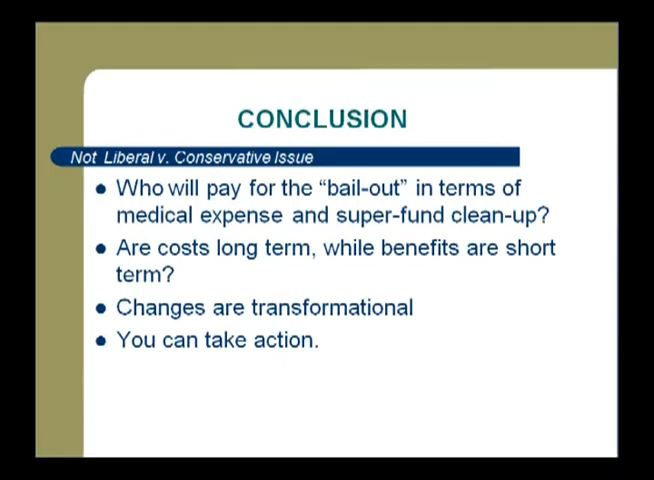 CONCLUSION
Not Liberal v. Conservative Issue
• Who will pay for the “bail-out” in terms of
medical expense and super-fund clean-up?
• Are costs long term, while benefits are short
term?
• Changes are transformational
• You can take action.